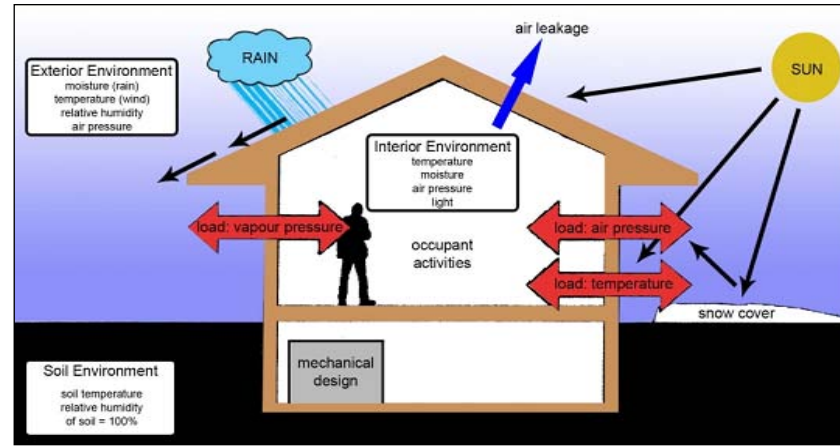 air leakage
RAIN
SUN
Exterior Environment
moisture (rain)
temperature (wind)
relative humidity
air pressure
Interior Environment
temperature
moisture
air pressure
light
load: vapour pressure
load: air pressure
occupant
activities
load: temperature
snow cover
mechanical
design
Soil Environment
soil temperature
relative humidity
of soil = 100%